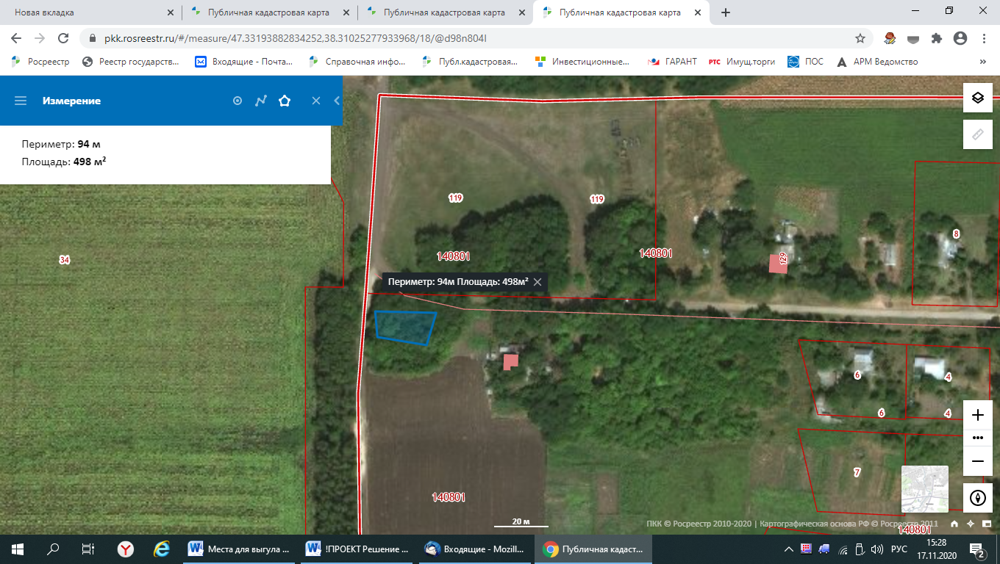 Новая вкладка
Публичная кадастровая карта
Публичная кадастровая карта
Публичная кадастровая карта
pkk.rosreestr.ru/#/measure/47.33193882834252,38.31025277933968/18/@d98n804l
Росреестр
Реестр государств...
Входящие - Почта...
Справочная инфо...
Публ.кадастровая...
Инвестиционные...
ГАРАНТ
РТС Имущ.торги
ПОС
АРМ Ведомство
»
Измерение
Периметр: 94 м
Площадь: 498 м²
119
119
8
34
140801
140801
129
Периметр: 94м Площадь: 498м²
6
4
6
4
7
140801
20 м
ПКК © Росреестр 2010-2020 | Картографическая основа РФ © Росреестр 2011
140801
Места для выгула ...
!ПРОЕКТ Решение ...
Входящие - Mozill...
Публичная кадаст...
РУС
15:28
17.11.2020
2